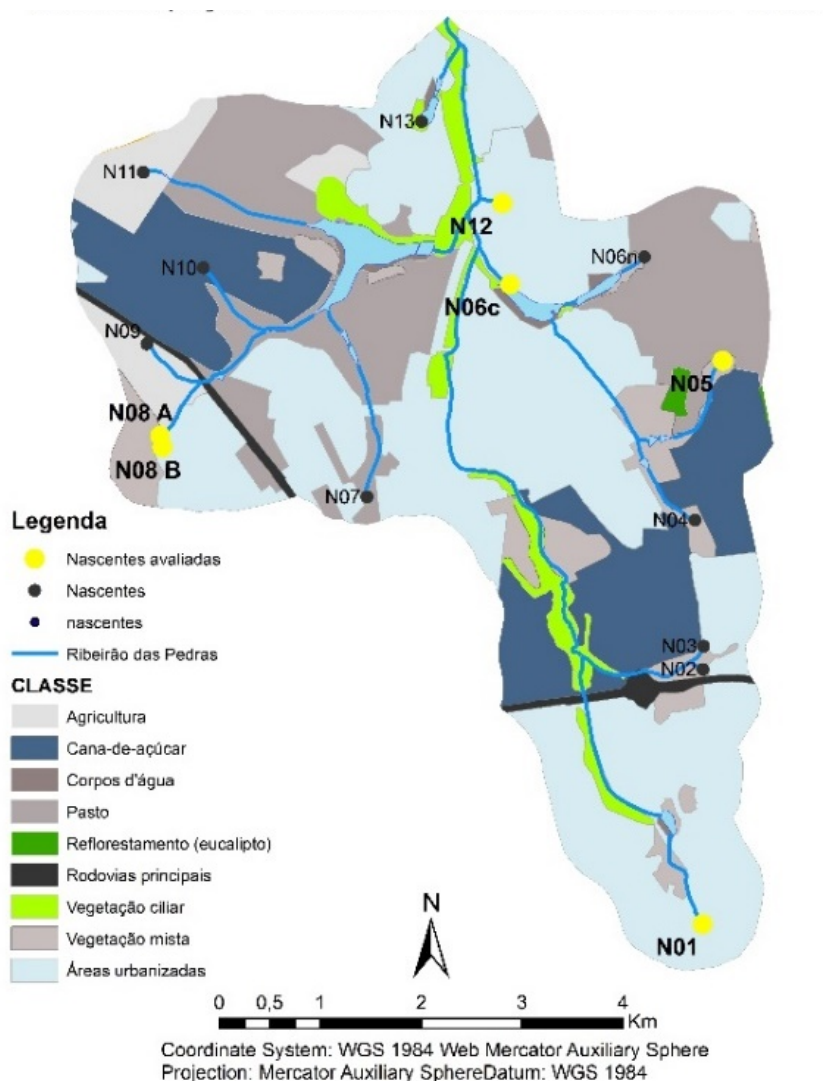 N13
N11
N12
N06n
N10
N06c
N09
N05
N08 A
N08 B
N07
N04
Legenda
Nascentes avaliadas
Nascentes
nascentes
Ribeirão das Pedras
CLASSE
Agricultura
Cana-de-açúcar
Corpos d'água
Pasto
Reflorestamento (eucalipto)
Rodovias principais
Vegetação ciliar
Vegetação mista
Áreas urbanizadas
N03
N02
N01
N
0 0,5 1 2 3 4
Km
Coordinate System: WGS 1984 Web Mercator Auxiliary Sphere
Projection: Mercator Auxiliary SphereDatum: WGS 1984